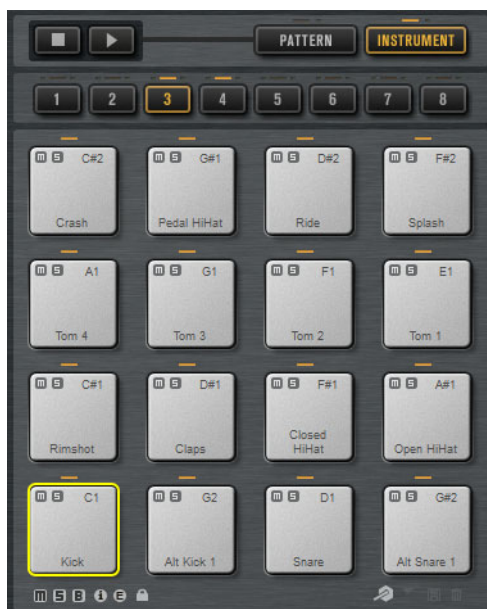 PATTERN INSTRUMENT
1 2 3 4 5 6 7 8
M S C#2 M S G#1 M S D#2 M S F#2
Crash Pedal HiHat Ride Splash
M S A1 M S G1 M S F1 M S E1
Tom 4 Tom 3 Tom 2 Tom 1
M S C#1 M S D#1 M S F#1 M S A#1
Closed
Rimshot Claps HiHat Open HiHat
M S C1 M S G2 M S D1 M S G#2
Kick Alt Kick 1 Snare Alt Snare 1
M S B i E